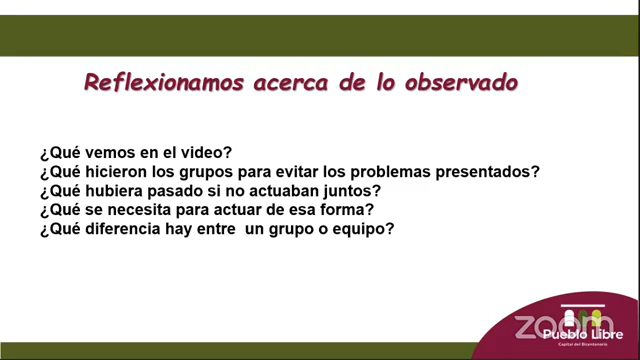 Reflexionamos acerca de lo observado
¿Qué vemos en el video?
¿Qué hicieron los grupos para evitar los problemas presentados?
¿Qué hubiera pasado si no actuaban juntos?
¿Qué se necesita para actuar de esa forma?
¿Qué diferencia hay entre un grupo o equipo?
zoom
Pueblo Libre
Capital del Bicentenario